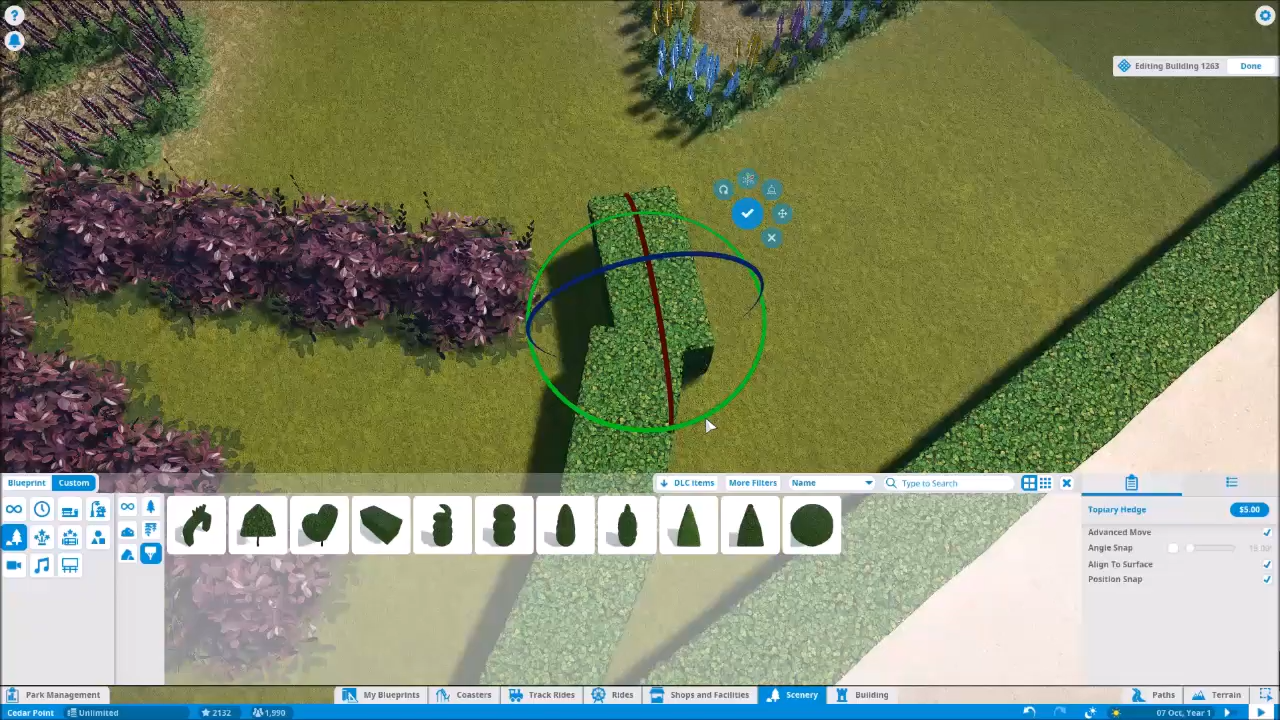 ?
Editing Building 1263 Done
Blueprint Custom
DLC items More Filters Name Type to Search
Topiary Hedge $5.00
Advanced Move
Angle Snap
Align To Surface
Position Snap
Park Management My Blueprints Coasters Track Rides Rides Shops and Facilities Scenery Building Paths Terrain
Cedar Point Unlimited 2132 1,990 07 Oct, Year 1